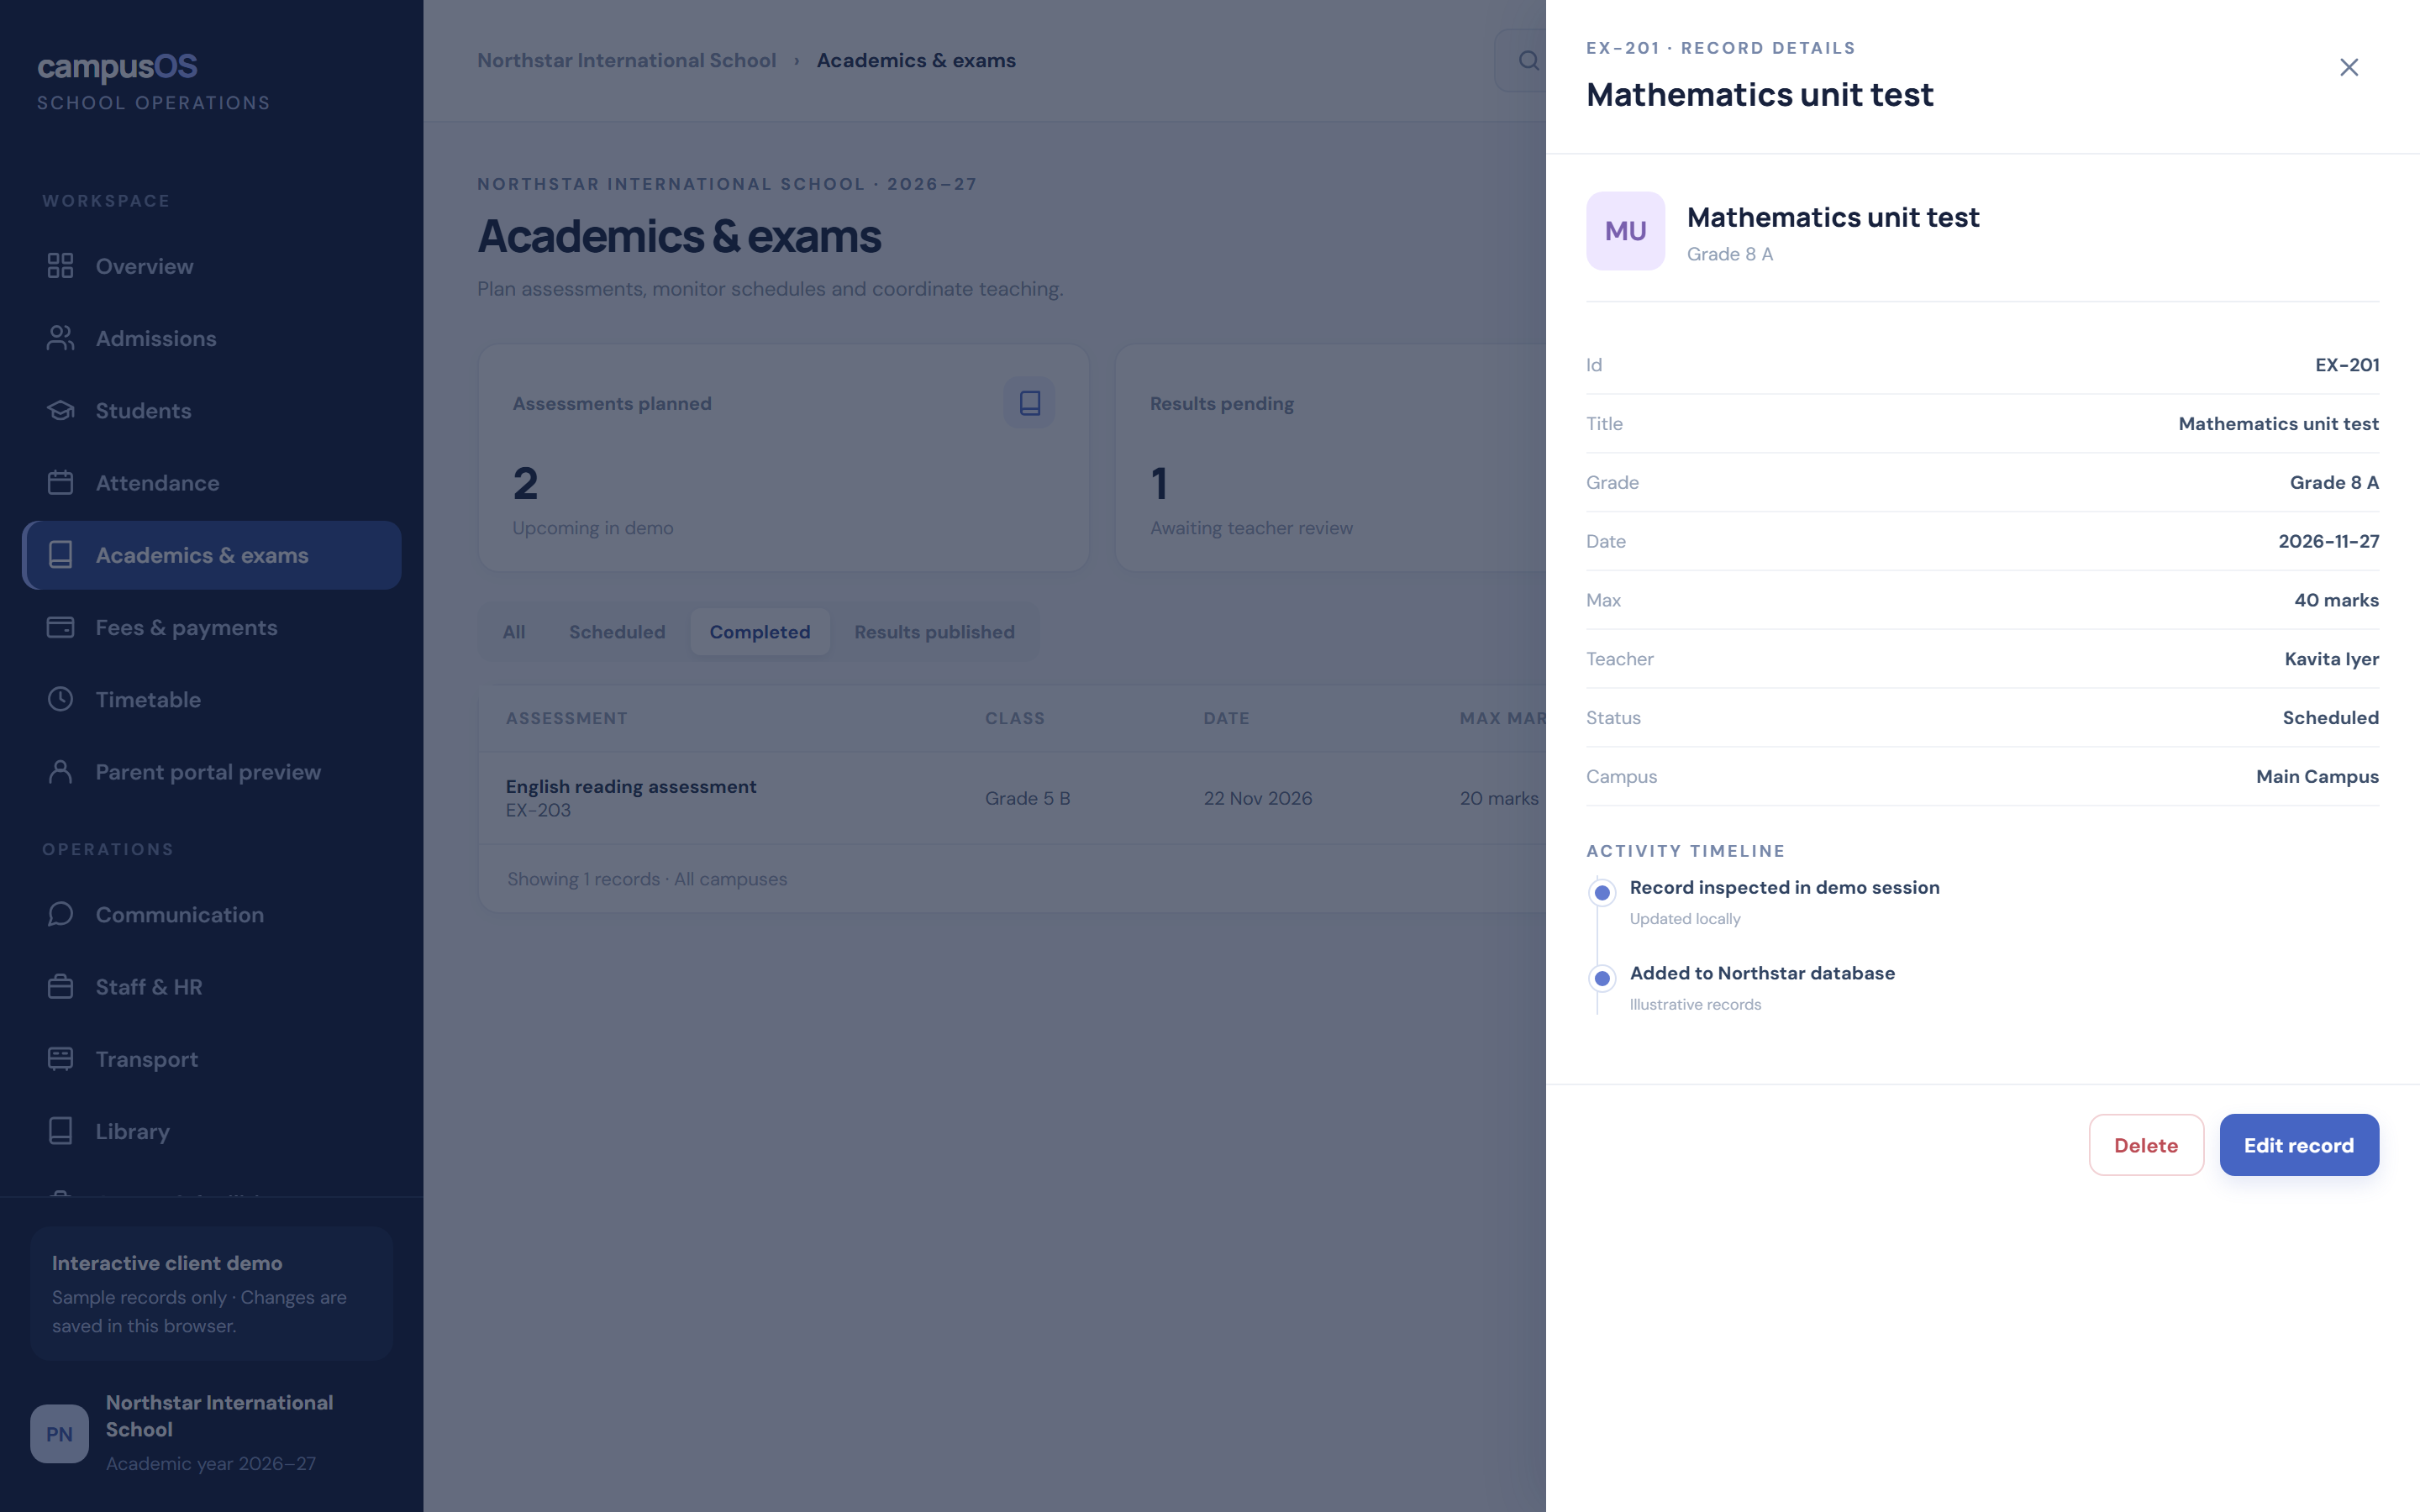 campusOS
SCHOOL OPERATIONS
WORKSPACE
Overview
Admissions
Students
Attendance
Academics & exams
Fees & payments
Timetable
Parent portal preview
OPERATIONS
Communication
Staff & HR
Transport
Library
Interactive client demo
Sample records only · Changes are
saved in this browser.
PN
Northstar International
School
Academic year 2026–27
Northstar International School › Academics & exams
NORTHSTAR INTERNATIONAL SCHOOL · 2026–27
Academics & exams
Plan assessments, monitor schedules and coordinate teaching.
Assessments planned
2
Upcoming in demo
Results pending
1
Awaiting teacher review
All Scheduled Completed Results published
ASSESSMENT CLASS DATE MAX MAR
English reading assessment
EX-203
Grade 5 B 22 Nov 2026 20 marks
Showing 1 records · All campuses
EX-201 · RECORD DETAILS
Mathematics unit test
MU
Mathematics unit test
Grade 8 A
Id EX-201
Title Mathematics unit test
Grade Grade 8 A
Date 2026-11-27
Max 40 marks
Teacher Kavita Iyer
Status Scheduled
Campus Main Campus
ACTIVITY TIMELINE
Record inspected in demo session
Updated locally
Added to Northstar database
Illustrative records
Delete Edit record